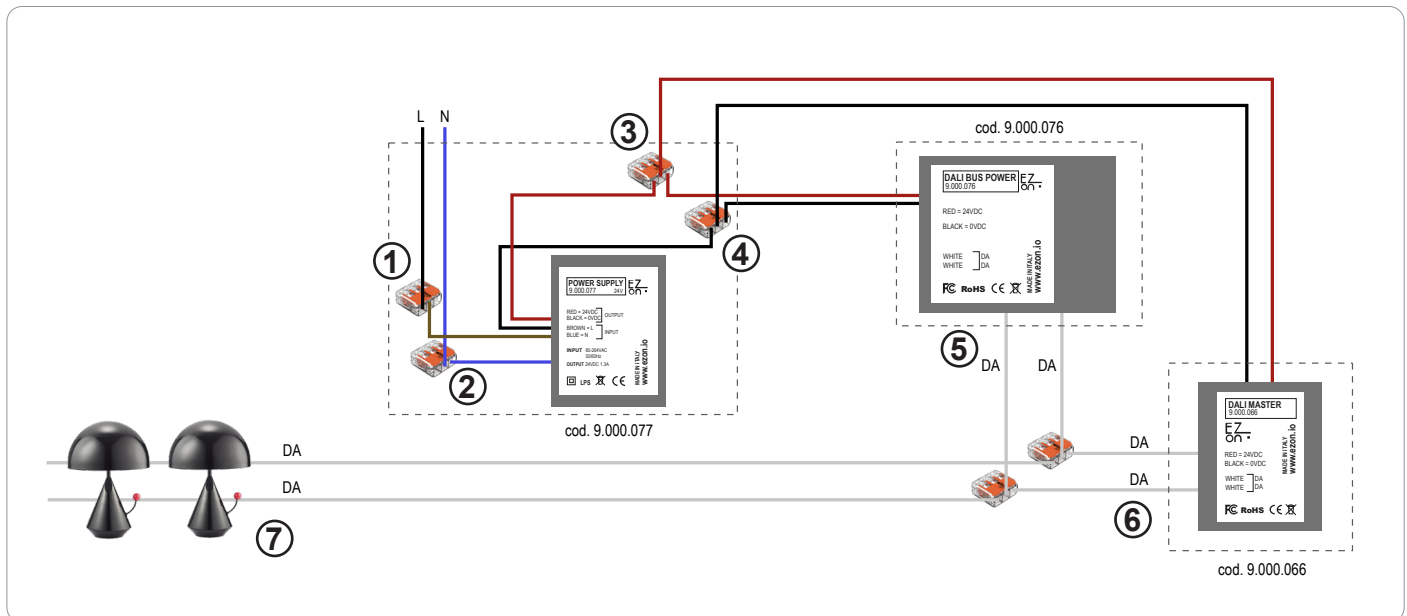 L N
1
2
3
4
cod. 9.000.077
POWER SUPPLY
9.000.077 24V
EZ
on
RED = 24VDC
BLACK = 0VDC
OUTPUT
BROWN = L
BLUE = N
INPUT
INPUT 85-264VAC
50/60Hz
OUTPUT 24VDC 1.3A
LPS CE
MADE IN ITALY
www.ezon.io
cod. 9.000.076
DALI BUS POWER
9.000.076
EZ
on
RED = 24VDC
BLACK = 0VDC
WHITE
WHITE
DA
DA
FC RoHS CE
MADE IN ITALY
www.ezon.io
5
DA DA
DALI MASTER
9.000.066
EZ
on
RED = 24VDC
BLACK = 0VDC
WHITE
WHITE
DA
DA
FC RoHS CE
MADE IN ITALY
www.ezon.io
cod. 9.000.066
DA
DA
6
DA
DA
7